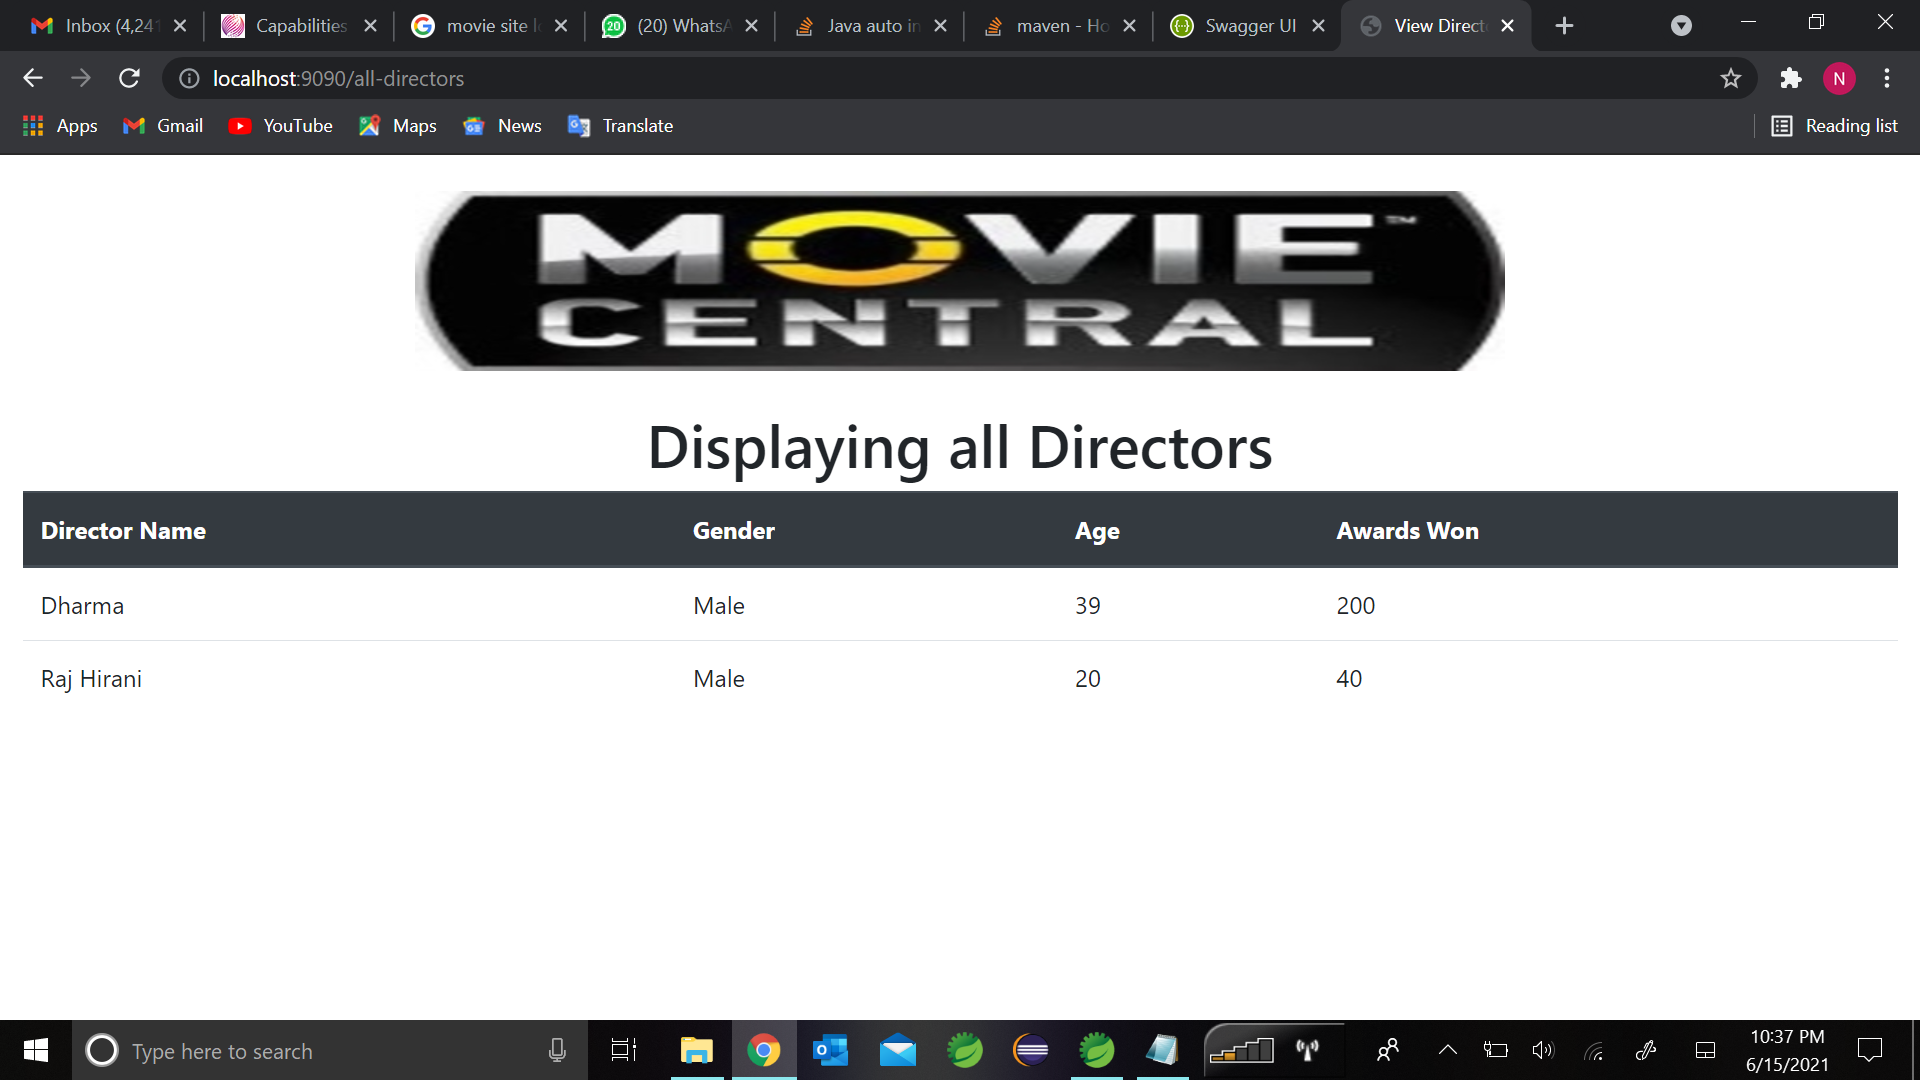 Inbox (4,241
Capabilities
movie site l
(20) WhatsA
Java auto in
maven - Ho
Swagger UI
View Direct
localhost:9090/all-directors
N
Apps
Gmail
YouTube
Maps
News
Translate
Reading list
MOVIE™
CENTRAL
Displaying all Directors
Director Name Gender Age Awards Won
Dharma Male 39 200
Raj Hirani Male 20 40
Type here to search
10:37 PM
6/15/2021